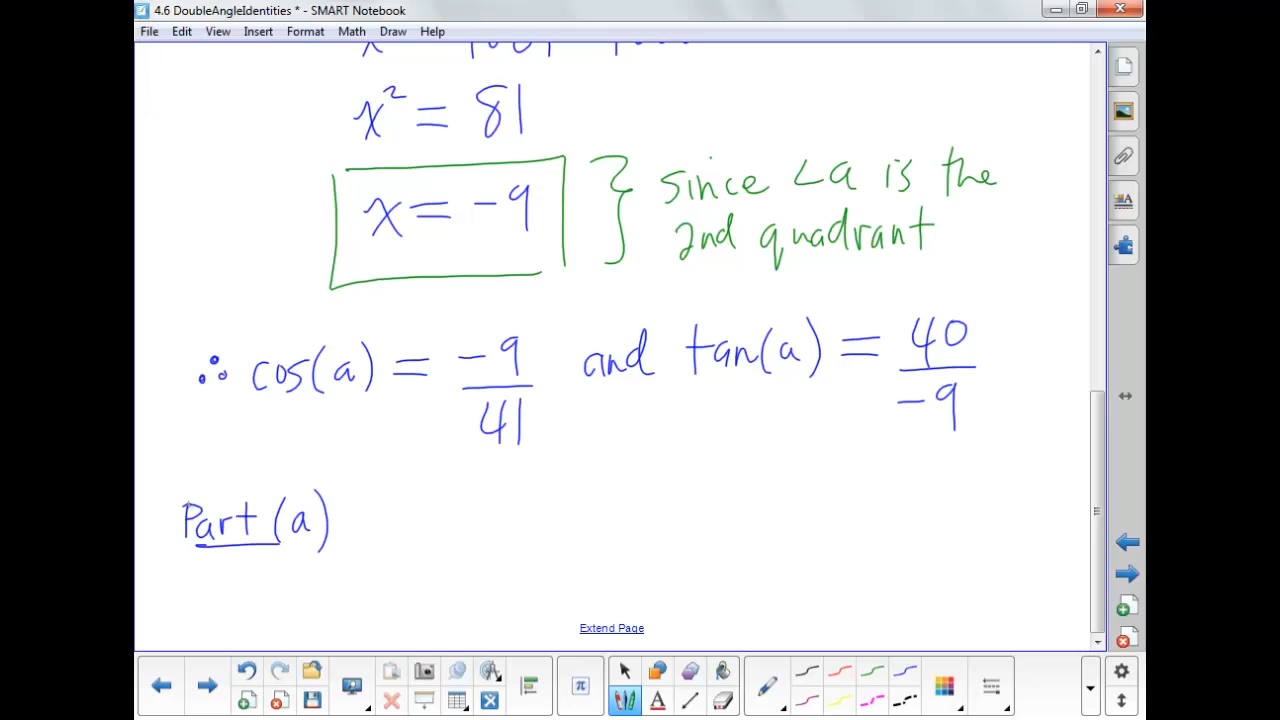 4.6 DoubleAngleIdentities * - SMART Notebook
File Edit View Insert Format Math Draw Help
x² = 81
x = -9 } since <a is the
2nd quadrant
∴ cos(a) = -9/41 and tan(a) = 40/-9
Part (a)
Extend Page